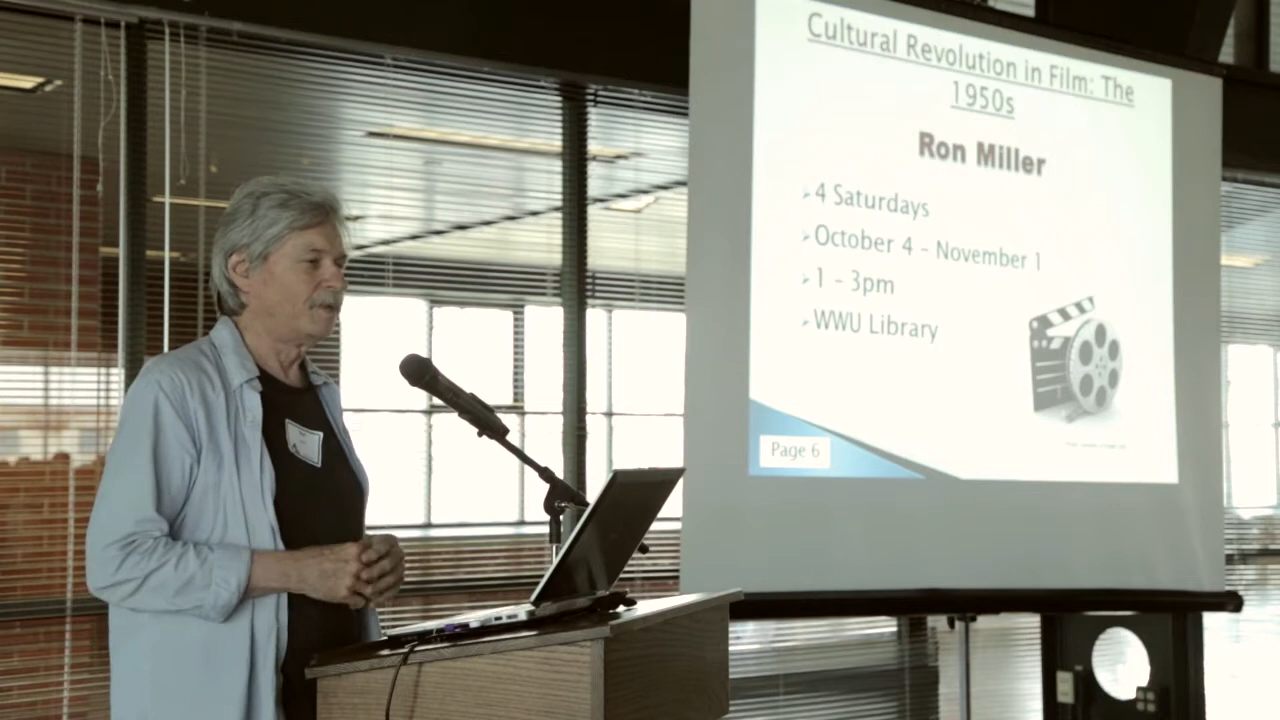 Cultural Revolution in Film: The
1950s
Ron Miller
4 Saturdays
October 4 - November 1
1 - 3pm
WWU Library
Page 6